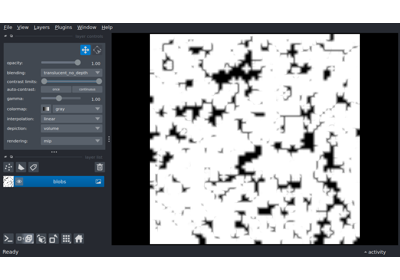 File View Layers Plugins Window Help
opacity: 1.00
blending: translucent_no_depth
contrast limits:
auto-contrast: once continuous
gamma: 1.00
colormap: gray
interpolation: linear
depiction: volume
rendering: mip
blobs
Ready
activity